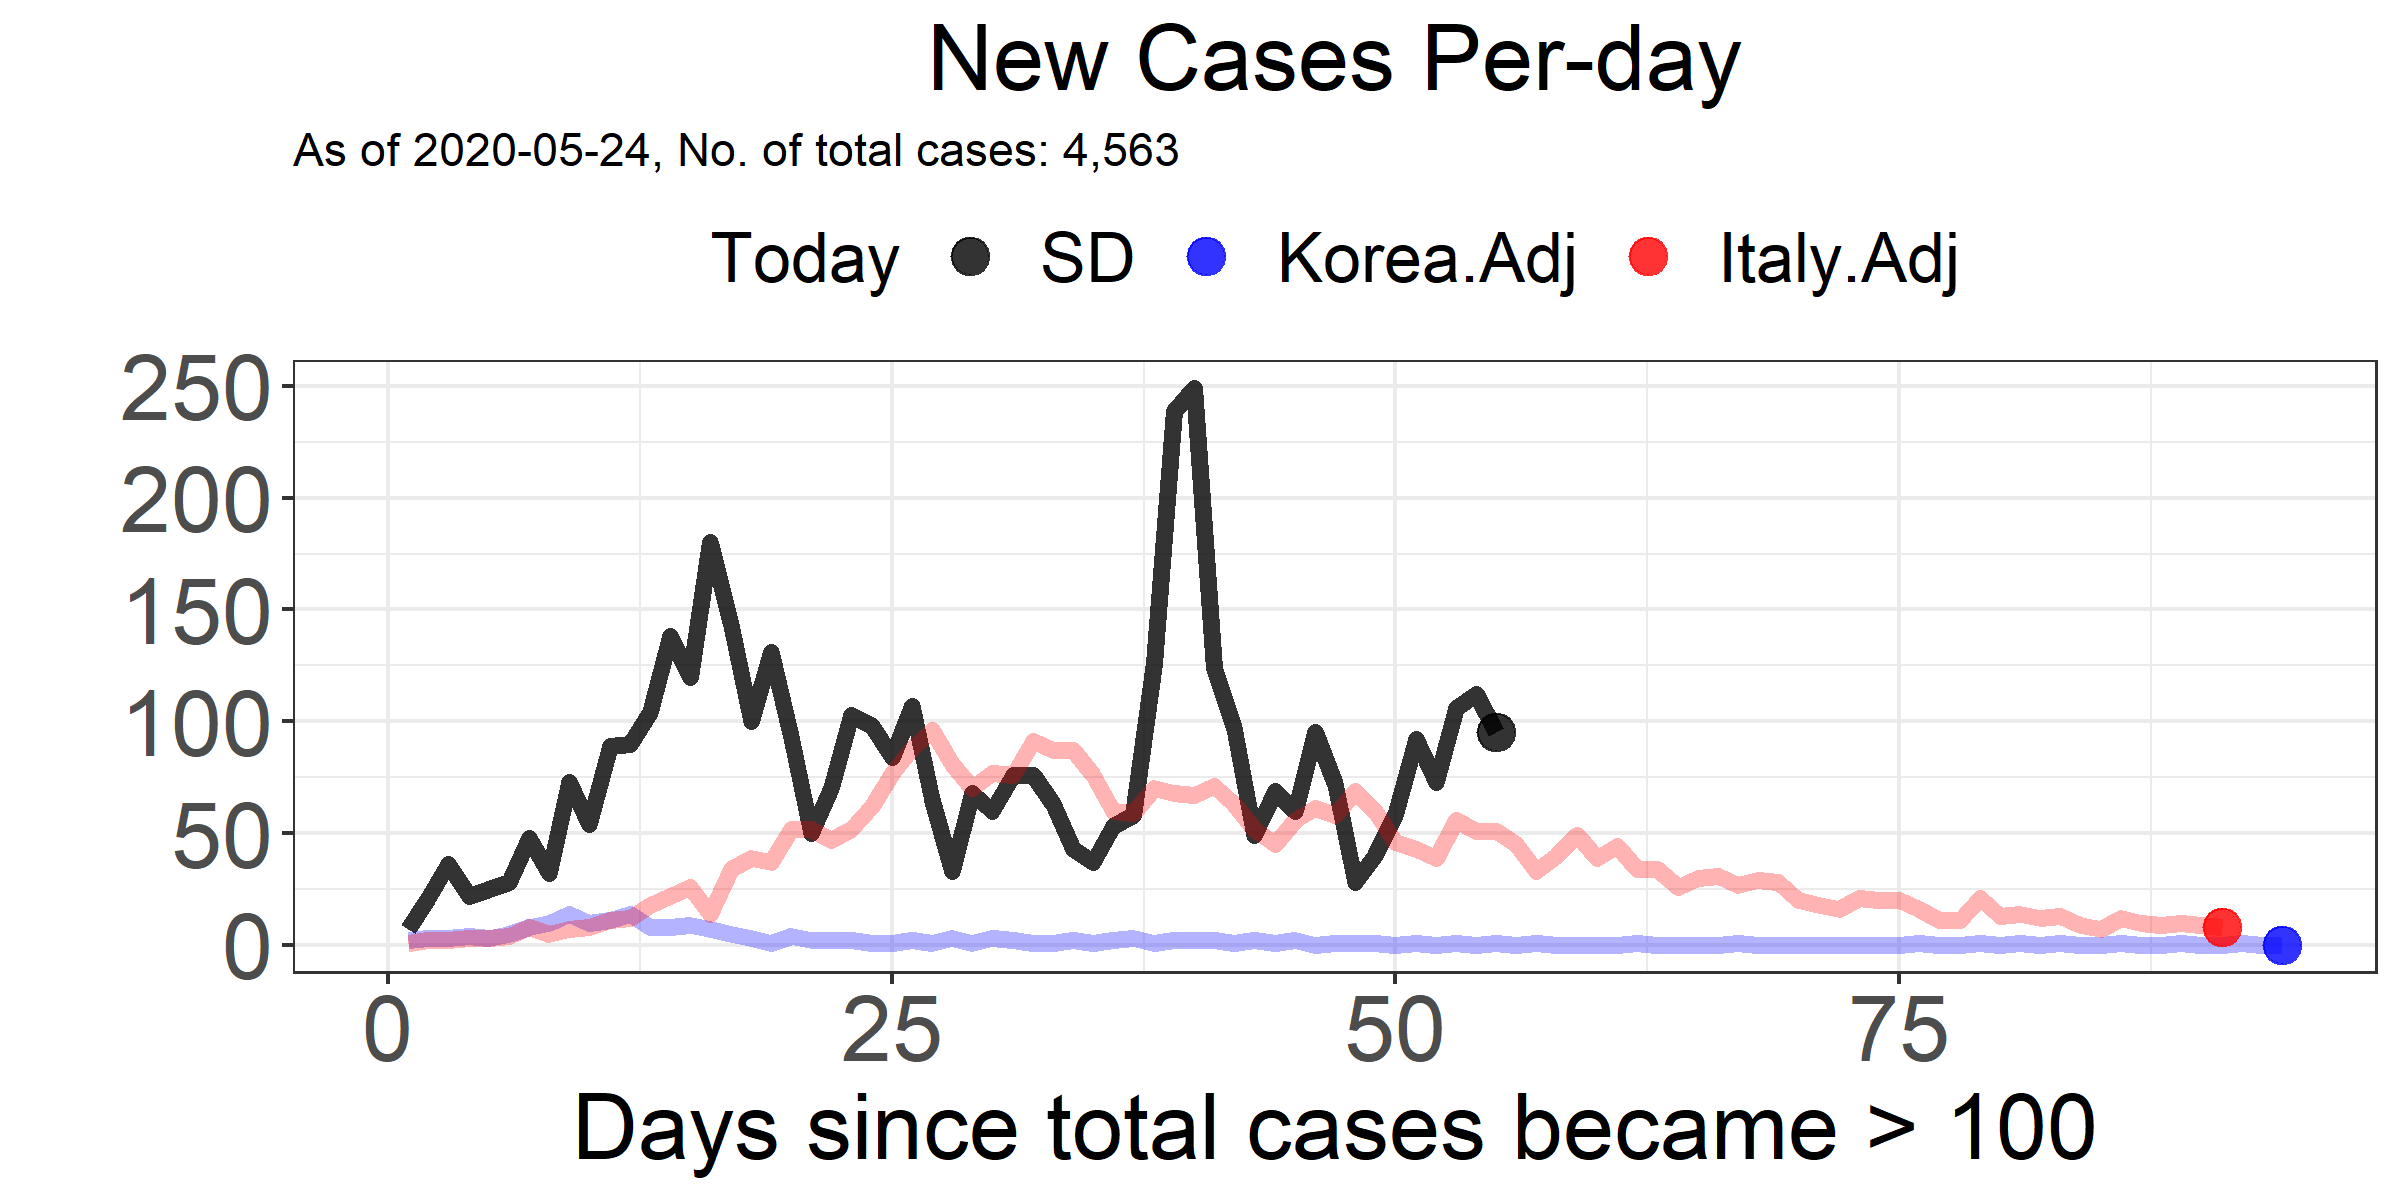 New Cases Per-day
As of 2020-05-24, No. of total cases: 4,563
Today SD Korea.Adj Italy.Adj
250
200
150
100
50
0
0 25 50 75
Days since total cases became > 100